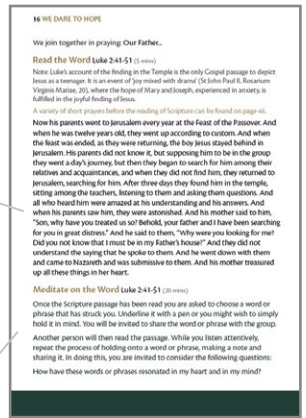 16 WE DARE TO HOPE
We join together in praying: Our Father..
Read the Word Luke 2:41-51 (5 mins)
Note: Luke's account of the finding in the Temple is the only Gospel passage to depict
Jesus as a teenager. It is an event of 'joy mixed with drama' (St John Paul II, Rosarium
Virginis Mariae, 20), where the hope of Mary and Joseph, experienced in anxiety, is
fulfilled in the joyful finding of Jesus.
A variety of short prayers before the reading of Scripture can be found on page 46.
Now his parents went to Jerusalem every year at the Feast of the Passover. And
when he was twelve years old, they went up according to custom. And when
the feast was ended, as they were returning, the boy Jesus stayed behind in
Jerusalem. His parents did not know it, but supposing him to be in the group
they went a day's journey, but then they began to search for him among their
relatives and acquaintances, and when they did not find him, they returned to
Jerusalem, searching for him. After three days they found him in the temple,
sitting among the teachers, listening to them and asking them questions. And
all who heard him were amazed at his understanding and his answers. And
when his parents saw him, they were astonished. And his mother said to him,
"Son, why have you treated us so? Behold, your father and I have been searching
for you in great distress." And he said to them, "Why were you looking for me?
Did you not know that I must be in my Father's house?" And they did not
understand the saying that he spoke to them. And he went down with them
and came to Nazareth and was submissive to them. And his mother treasured
up all these things in her heart.
Meditate on the Word Luke 2:41-51 (20 mins)
Once the Scripture passage has been read you are asked to choose a word or
phrase that has struck you. Underline it with a pen or you might wish to simply
hold it in mind. You will be invited to share the word or phrase with the group.
Another person will then read the passage. While you listen attentively,
repeat the process of holding onto a word or phrase, making a note and
sharing it. In doing this, you are invited to consider the following questions:
How have these words or phrases resonated in my heart and in my mind?